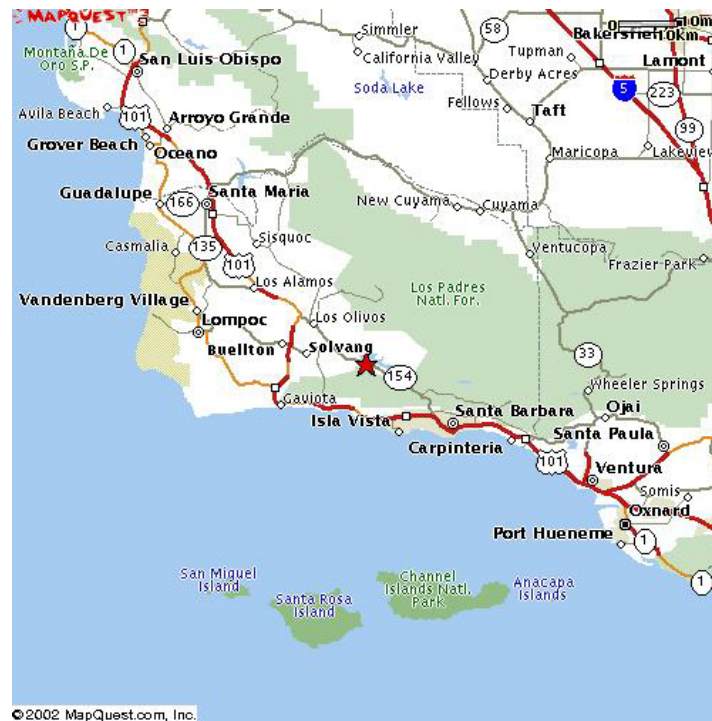 MAPQUEST
1
1
Montaña De
Oro S.P.
San Luis Obispo
Avila Beach
101
Arroyo Grande
Grover Beach
Oceano
Guadalupe
166
Santa Maria
Casmalia
135
Sisquoc
101
Los Alamos
Vandenberg Village
Lompoc
Los Olivos
Buellton
Solvang
154
Gaviota
Isla Vista
Santa Barbara
Carpinteria
101
Simmler
California Valley
Soda Lake
58
Tupman
Derby Acres
Fellows
Taft
Maricopa
0
10m
10km
Bakersfield
Lamont
5
223
99
Lakeview
New Cuyama
Cuyama
Ventucopa
Frazier Park
Los Padres
Natl. For.
33
Wheeler Springs
Ojai
Santa Paula
Ventura
Somis
Oxnard
Port Hueneme
1
1
San Miguel
Island
Santa Rosa
Island
Channel
Islands Natl.
Park
Anacapa
Islands
©2002 MapQuest.com, Inc.